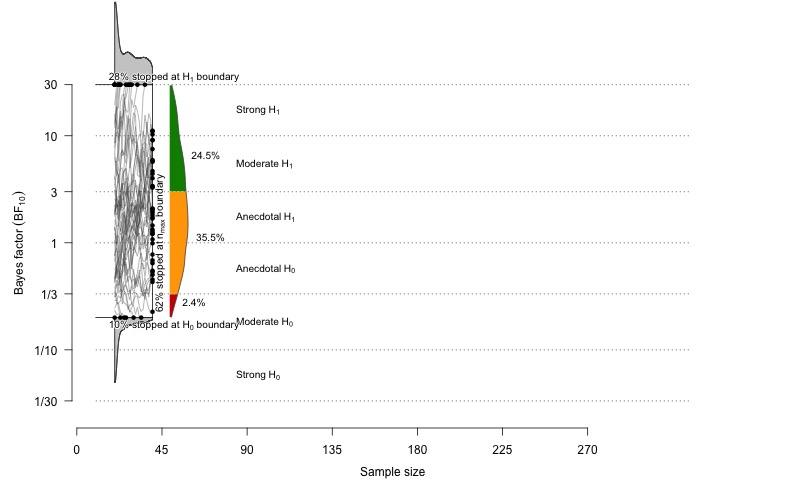 28% stopped at H₁ boundary
30
Strong H₁
10
24.5%
Moderate H₁
3
Anecdotal H₁
62% stopped at nmax boundary
35.5%
1
Anecdotal H₀
1/3
2.4%
10% stopped at H₀ boundary
Moderate H₀
1/10
Strong H₀
1/30
Bayes factor (BF₁₀)
0 45 90 135 180 225 270
Sample size